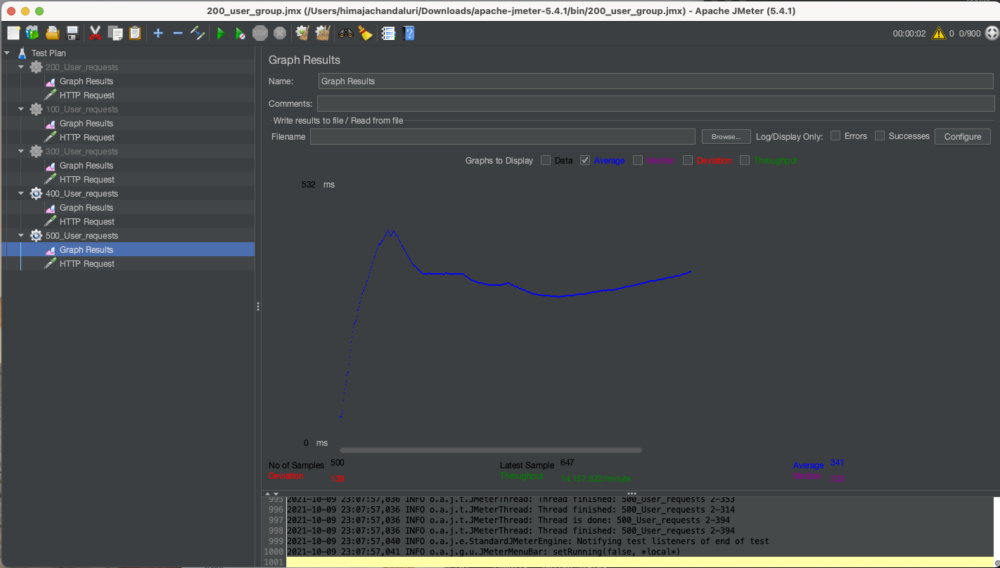 200_user_group.jmx (/Users/himajachandaluri/Downloads/apache-jmeter-5.4.1/bin/200_user_group.jmx) - Apache JMeter (5.4.1)
STOP 00:00:02 0 0/900
Test Plan
200_User_requests
Graph Results
HTTP Request
100_User_requests
Graph Results
HTTP Request
300_User_requests
Graph Results
HTTP Request
400_User_requests
Graph Results
HTTP Request
500_User_requests
Graph Results
HTTP Request
Graph Results
Name: Graph Results
Comments:
Write results to file / Read from file
Filename Browse... Log/Display Only: Errors Successes Configure
Graphs to Display Data Average Median Deviation Throughput
532 ms
0 ms
No of Samples 500 Latest Sample 647 Average 341
Deviation 139 Throughput 14,157.622/minute Median
995 2021-10-09 23:07:57,036 INFO o.a.j.t.JMeterThread: Thread finished: 500_User_requests 2-353
996 2021-10-09 23:07:57,036 INFO o.a.j.t.JMeterThread: Thread finished: 500_User_requests 2-314
997 2021-10-09 23:07:57,036 INFO o.a.j.t.JMeterThread: Thread is done: 500_User_requests 2-394
998 2021-10-09 23:07:57,036 INFO o.a.j.t.JMeterThread: Thread finished: 500_User_requests 2-394
999 2021-10-09 23:07:57,040 INFO o.a.j.e.StandardJMeterEngine: Notifying test listeners of end of test
1000 2021-10-09 23:07:57,041 INFO o.a.j.g.u.JMeterMenuBar: setRunning(false, *local*)
1001